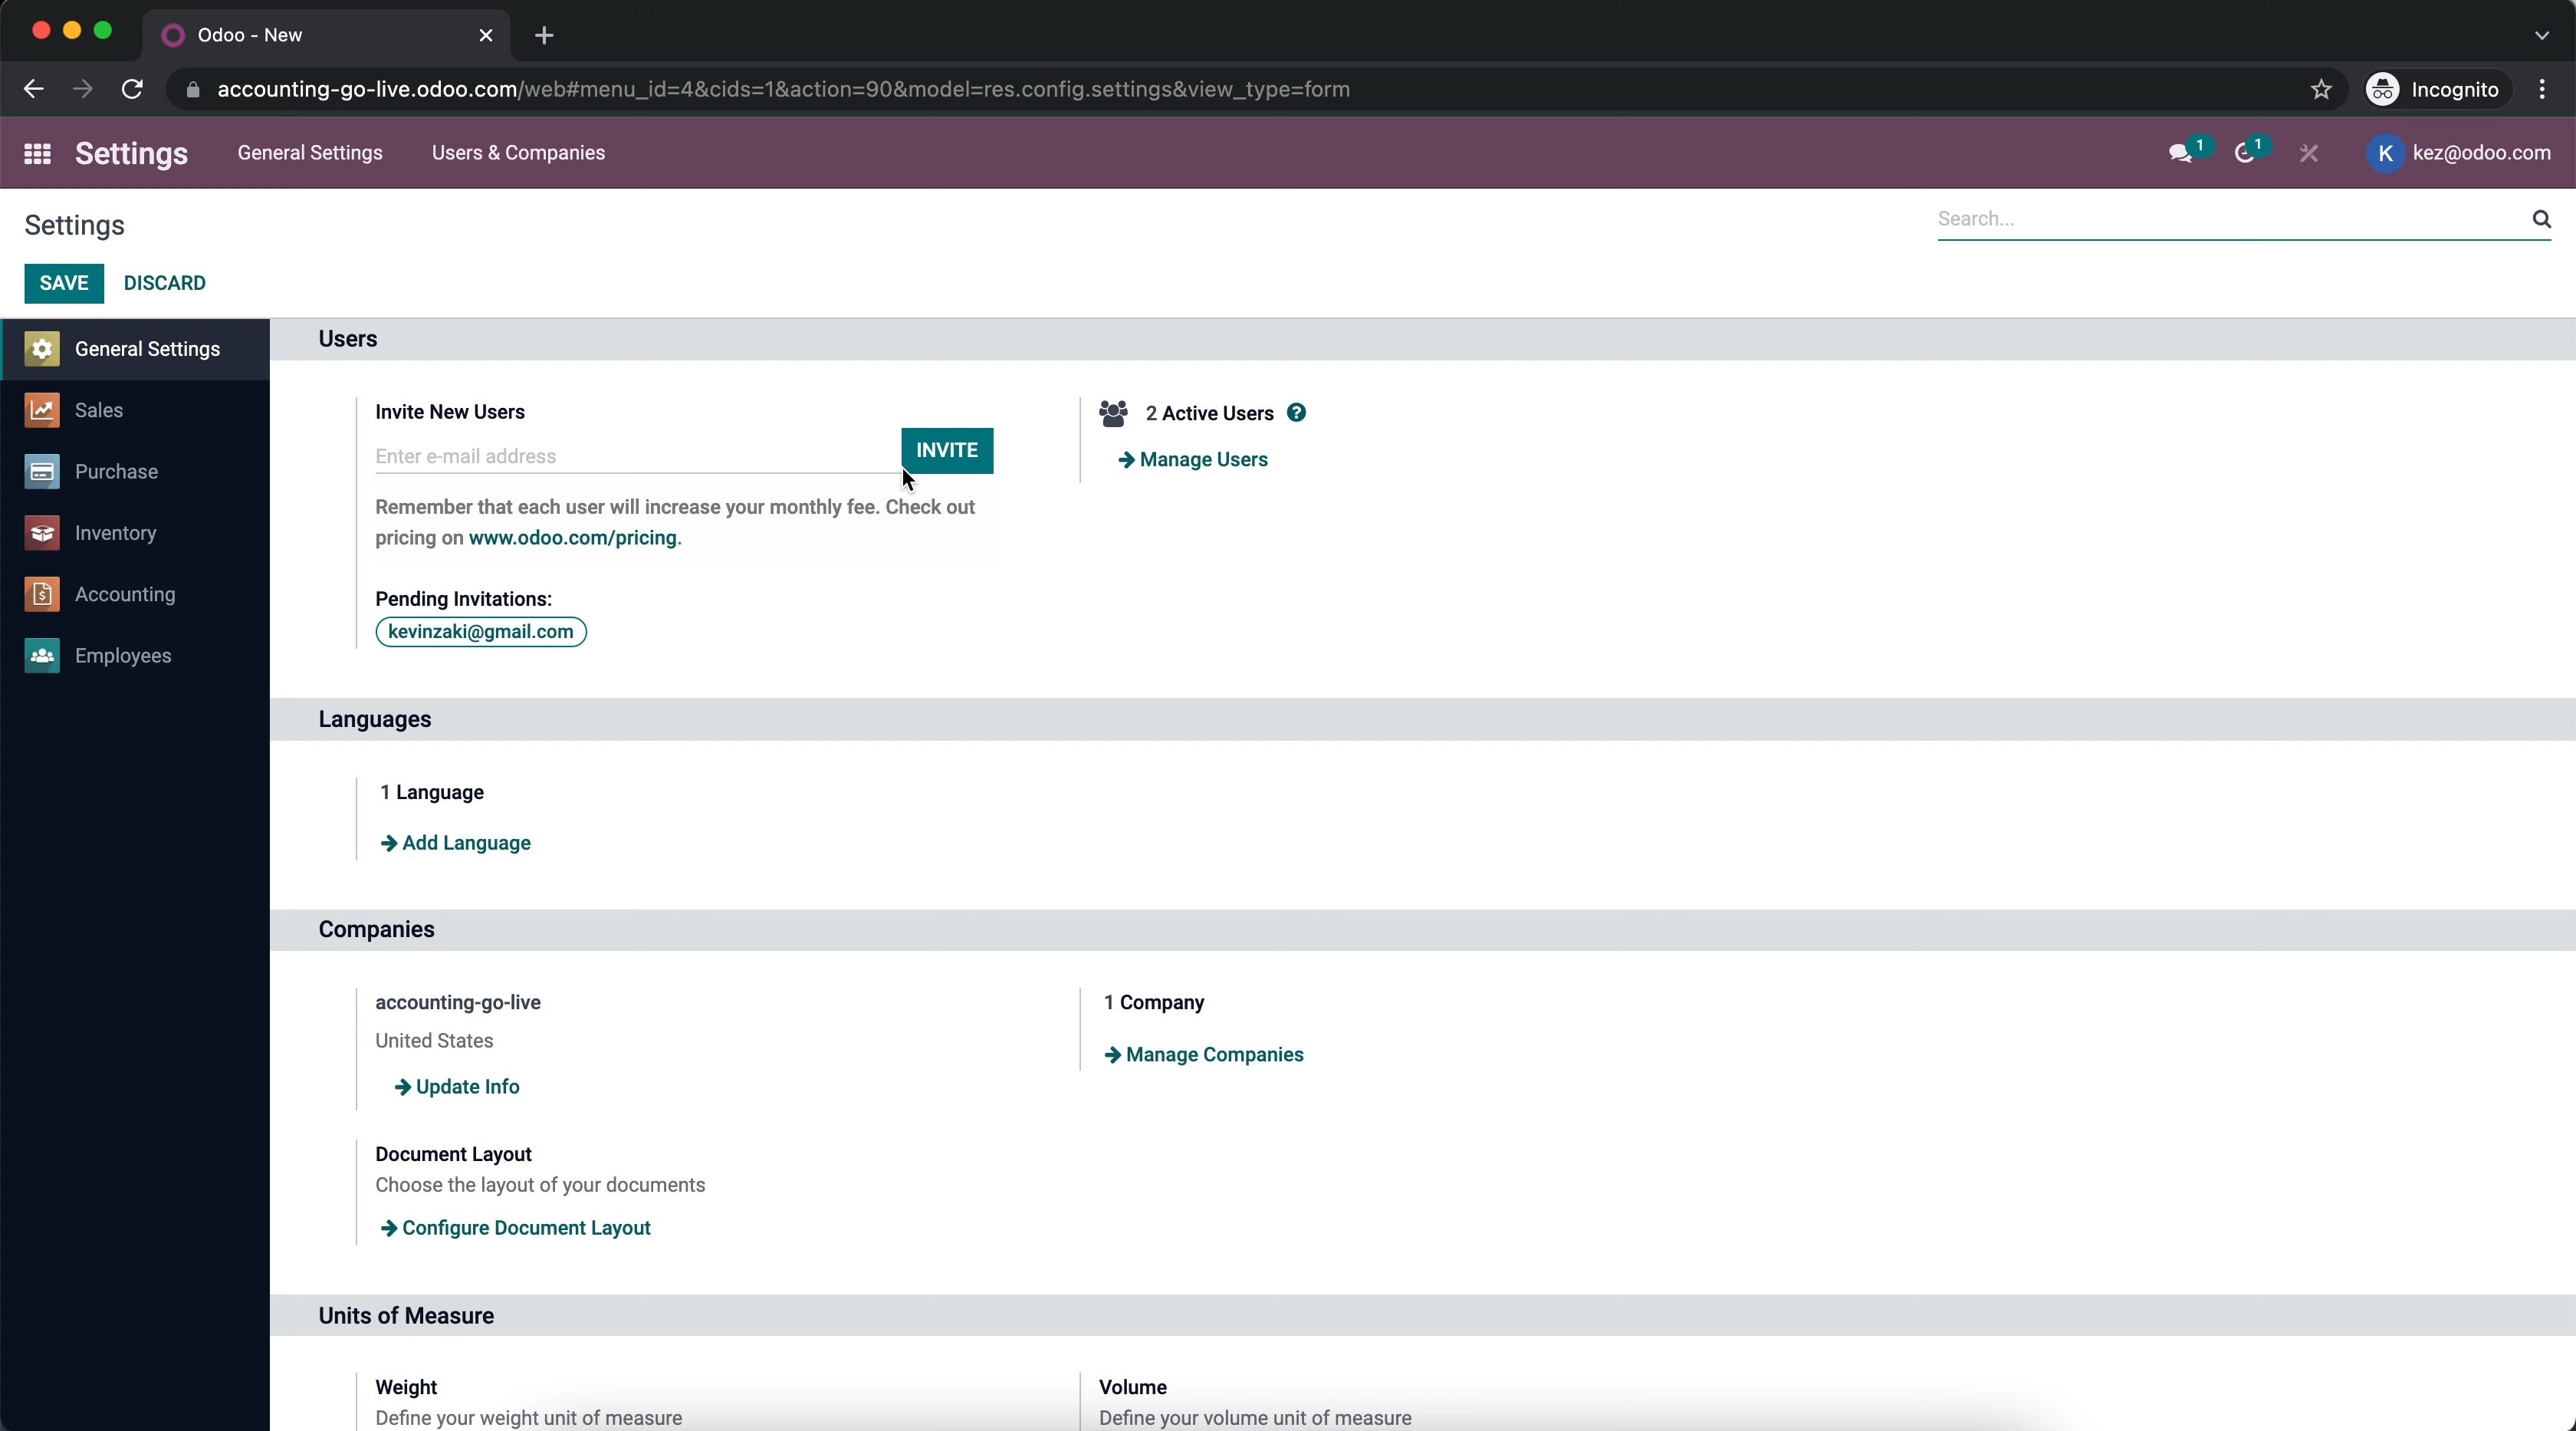 Odoo - New
accounting-go-live.odoo.com/web#menu_id=4&cids=1&action=90&model=res.config.settings&view_type=form
Incognito
Settings
General Settings
Users & Companies
1
1
K
kez@odoo.com
Settings
Search...
SAVE
DISCARD
General Settings
Sales
Purchase
Inventory
Accounting
Employees
Users
Invite New Users
Enter e-mail address
INVITE
Remember that each user will increase your monthly fee. Check out
pricing on www.odoo.com/pricing.
Pending Invitations:
kevinzaki@gmail.com
2 Active Users ?
Manage Users
Languages
1 Language
Add Language
Companies
accounting-go-live
United States
Update Info
1 Company
Manage Companies
Document Layout
Choose the layout of your documents
Configure Document Layout
Units of Measure
Weight
Define your weight unit of measure
Volume
Define your volume unit of measure